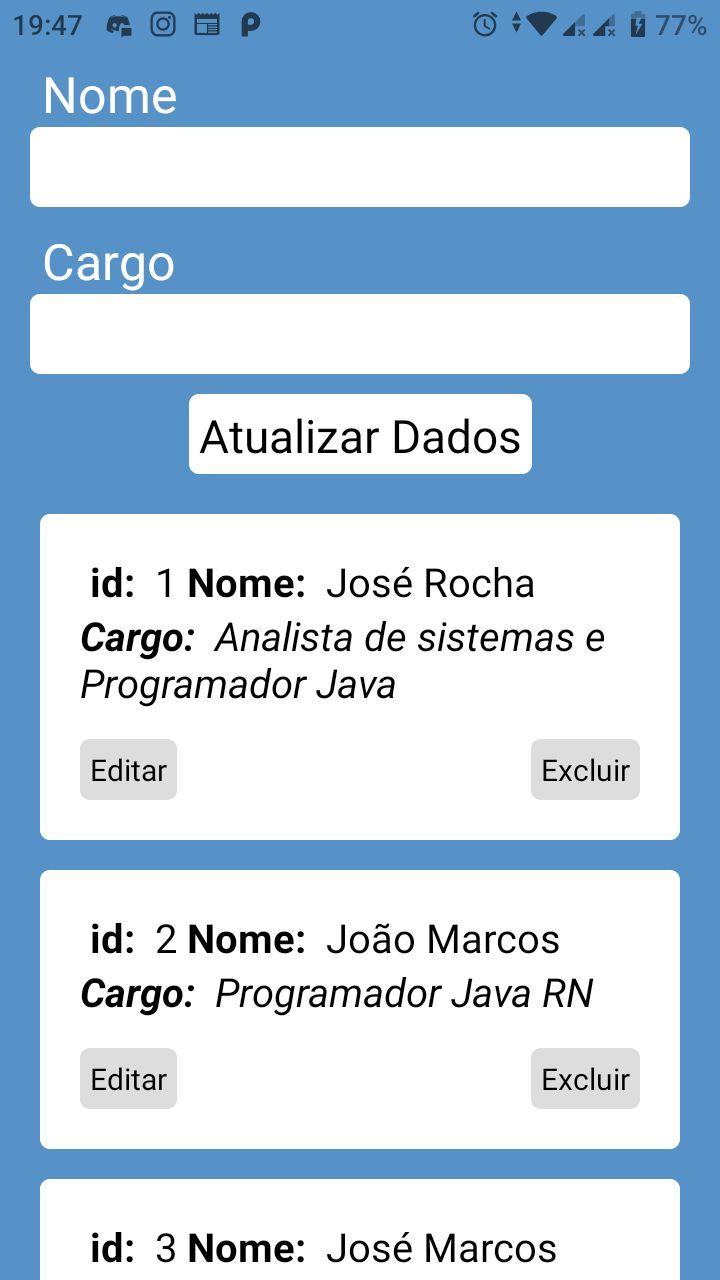 19:47 77%
Nome
Cargo
Atualizar Dados
id: 1 Nome: José Rocha
Cargo: Analista de sistemas e
Programador Java
Editar Excluir
id: 2 Nome: João Marcos
Cargo: Programador Java RN
Editar Excluir
id: 3 Nome: José Marcos